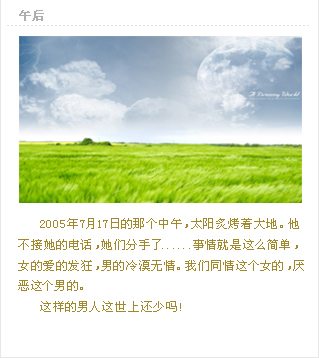 午后
A Dreaming World
2005年7月17日的那个中午,太阳炙烤着大地。他
不接她的电话,她们分手了......事情就是这么简单,
女的爱的发狂,男的冷漠无情。我们同情这个女的,厌
恶这个男的。
这样的男人这世上还少吗!